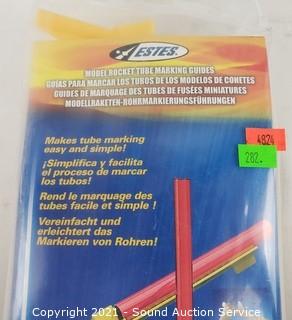 ESTES
MODEL ROCKET TUBE MARKING GUIDES
GUÍAS PARA MARCAR LOS TUBOS DE LOS MODELOS DE COHETES
GUIDES DE MARQUAGE DES TUBES DE FUSÉES MINIATURES
MODELLRAKETEN-ROHRMARKIERUNGSFÜHRUNGEN
Makes tube marking
easy and simple!
¡Simplifica y facilita
el proceso de marcar
los tubos!
Rend le marquage des
tubes facile et simple !
Vereinfacht und
erleichtert das
Markieren von Rohren!
4824
282.
Copyright 2021 - Sound Auction Service